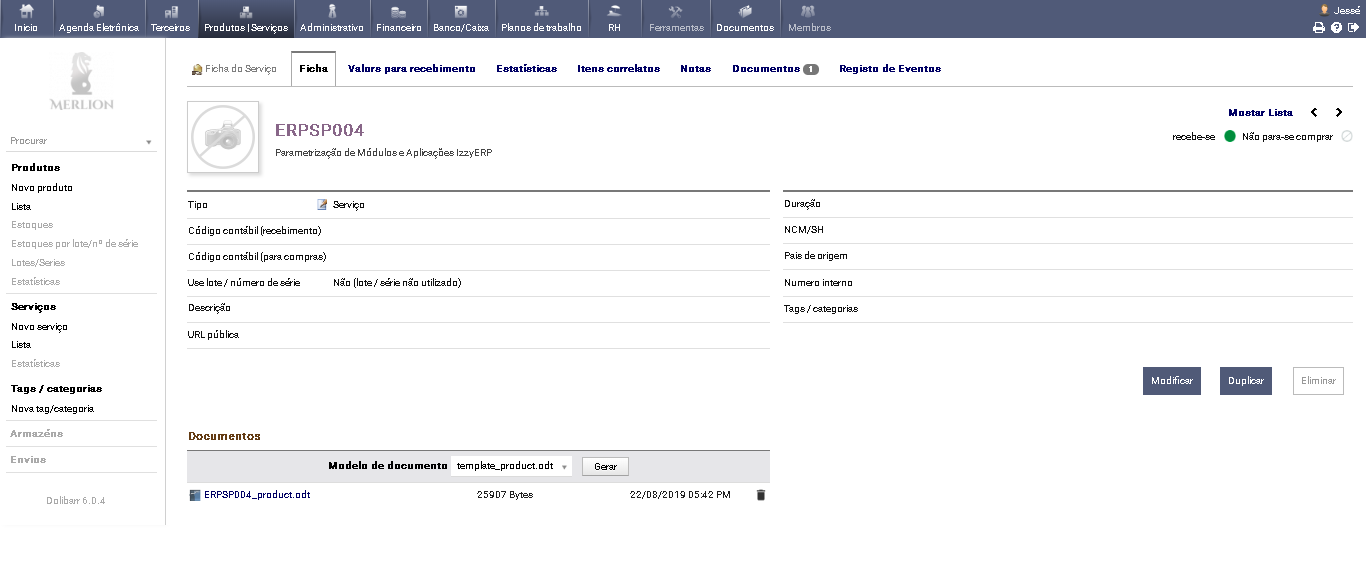 Início Agenda Eletrônica Terceiros Produtos | Serviços Administrativo Financeiro Banco/Caixa Planos de trabalho RH Ferramentas Documentos Membros
Jessé
MERLION
Procurar
Produtos
Novo produto
Lista
Estoques
Estoques por lote/nº de série
Lotes/Series
Estatísticas
Serviços
Novo serviço
Lista
Estatísticas
Tags / categorias
Nova tag/categoria
Armazéns
Envios
Dolibarr 6.0.4
Ficha do Serviço Ficha Valors para recebimento Estatísticas Itens correlatos Notas Documentos 1 Registo de Eventos
ERPSP004
Parametrização de Módulos e Aplicações IzzyERP
Mostar Lista
recebe-se Não para-se comprar
Tipo Serviço
Código contábil (recebimento)
Código contábil (para compras)
Use lote / número de série Não (lote / série não utilizado)
Descrição
URL pública
Duração
NCM/SH
Pais de origem
Numero interno
Tags / categorias
Modificar Duplicar Eliminar
Documentos
Modelo de documento template_product.odt Gerar
ERPSP004_product.odt 25907 Bytes 22/08/2019 05:42 PM